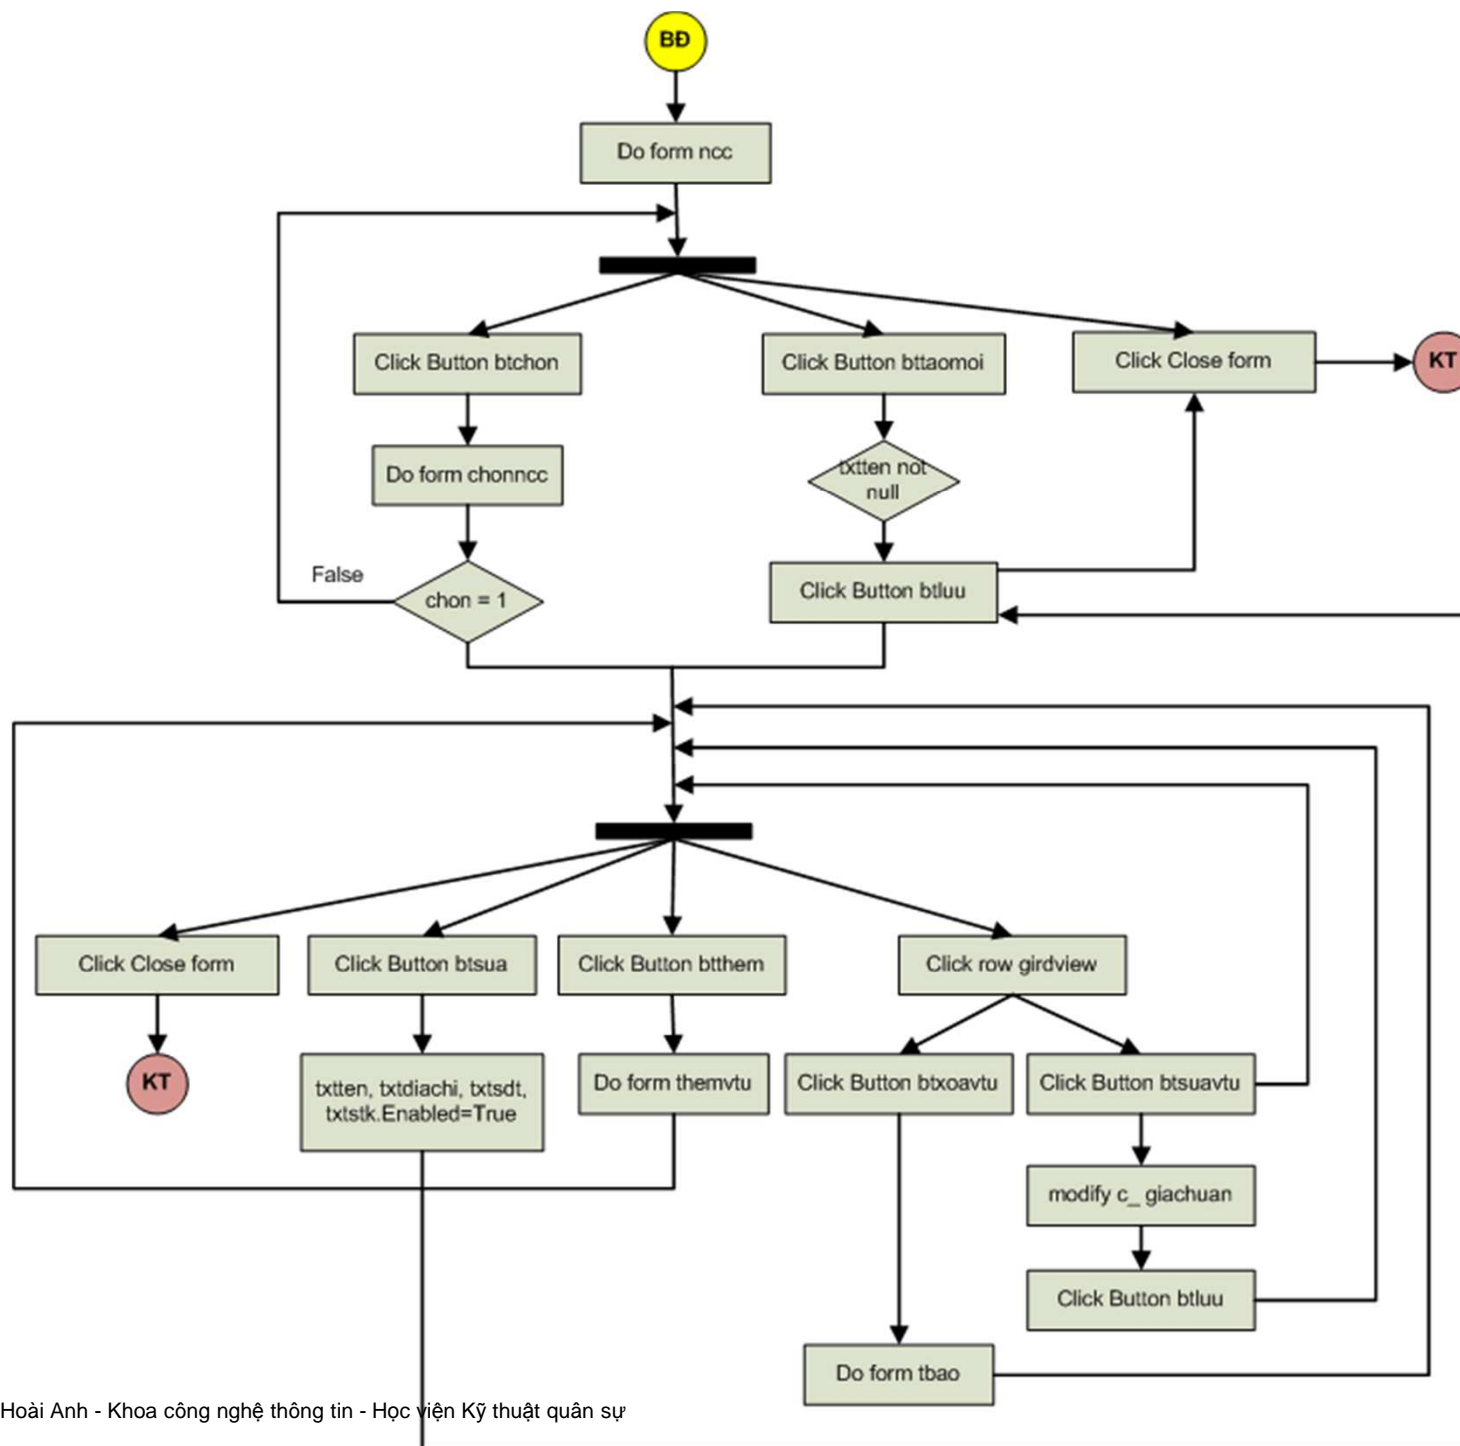 BĐ
Do form ncc
Click Button btchon
Click Button bttaomoi
Click Close form
KT
Do form chonncc
txtten not
null
False
chon = 1
Click Button btluu
Click Close form
Click Button btsua
Click Button btthem
Click row girdview
KT
txtten, txtdiachi, txtsdt,
txtstk.Enabled=True
Do form themvtu
Click Button btxoavtu
Click Button btsuavtu
modify c_ giachuan
Click Button btluu
Do form tbao
Hoài Anh - Khoa công nghệ thông tin - Học viện Kỹ thuật quân sự